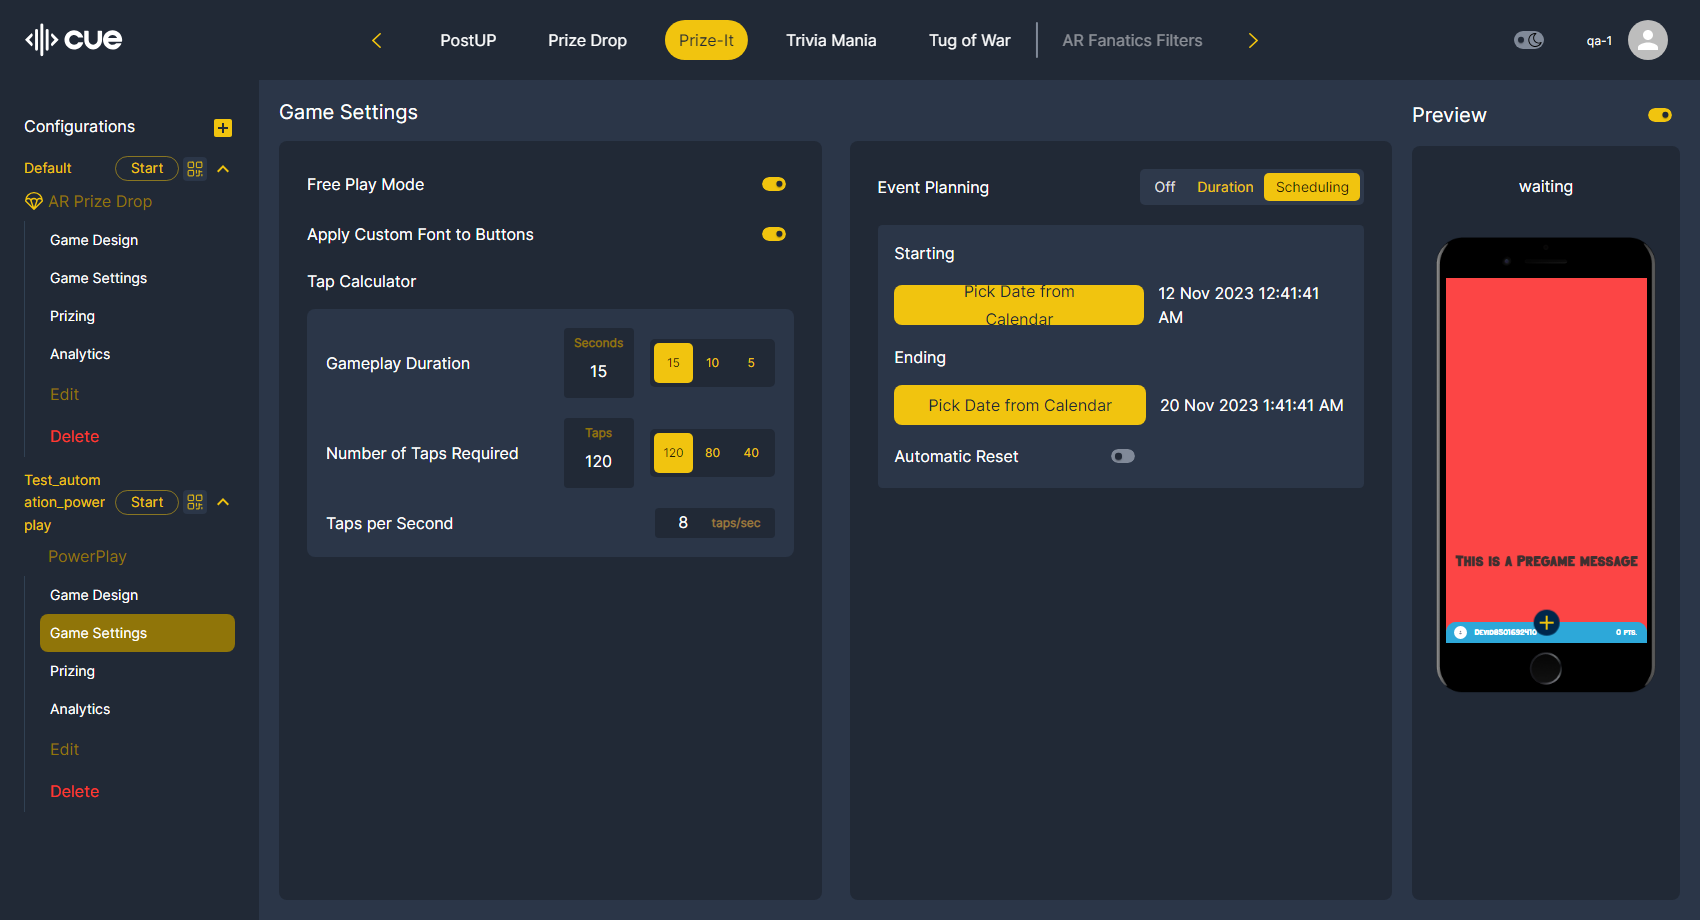 cue
PostUP
Prize Drop
Prize-It
Trivia Mania
Tug of War
AR Fanatics Filters
qa-1
Configurations
Default
Start
AR Prize Drop
Game Design
Game Settings
Prizing
Analytics
Edit
Delete
Test_autom
ation_power
play
Start
PowerPlay
Game Design
Game Settings
Prizing
Analytics
Edit
Delete
Game Settings
Free Play Mode
Apply Custom Font to Buttons
Tap Calculator
Gameplay Duration
Seconds
15
15 10 5
Number of Taps Required
Taps
120
120 80 40
Taps per Second
8 taps/sec
Event Planning
Off Duration Scheduling
Starting
Pick Date from
Calendar
12 Nov 2023 12:41:41
AM
Ending
Pick Date from Calendar
20 Nov 2023 1:41:41 AM
Automatic Reset
Preview
waiting
This is a Pregame message
0 pts.